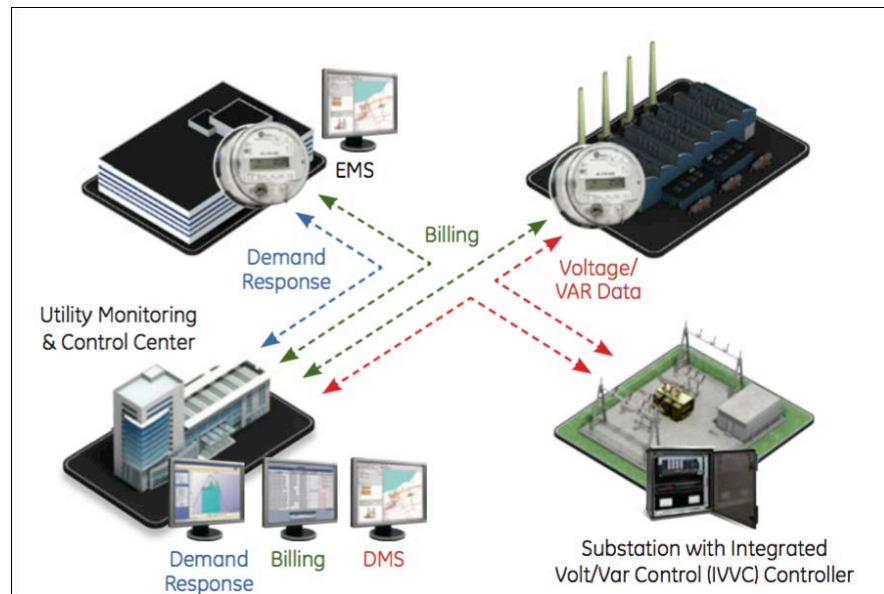 EMS
Billing
Demand
Response
Voltage/
VAR Data
Utility Monitoring
& Control Center
Demand
Response
Billing
DMS
Substation with Integrated
Volt/Var Control (IVVC) Controller